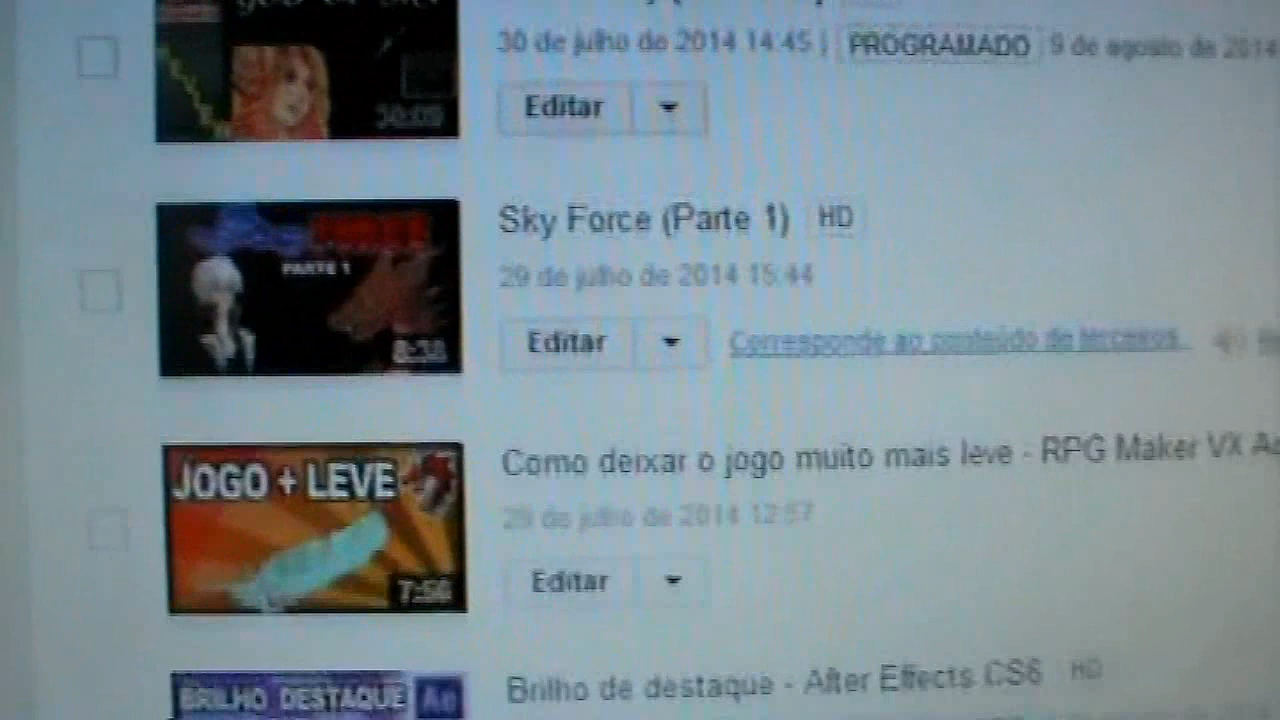 30 de julho de 2014 14:45 | PROGRAMADO 9 de agosto de 2014
Editar
Sky Force (Parte 1) HD
PARTE 1
29 de julho de 2014 15:44
8:38
Editar Corresponde ao conteúdo de terceiros.
JOGO + LEVE
Como deixar o jogo muito mais leve - RPG Maker VX
29 de julho de 2014 12:57
7:56
Editar
BRILHO DESTAQUE Ae
Brilho de destaque - After Effects CS6 HD